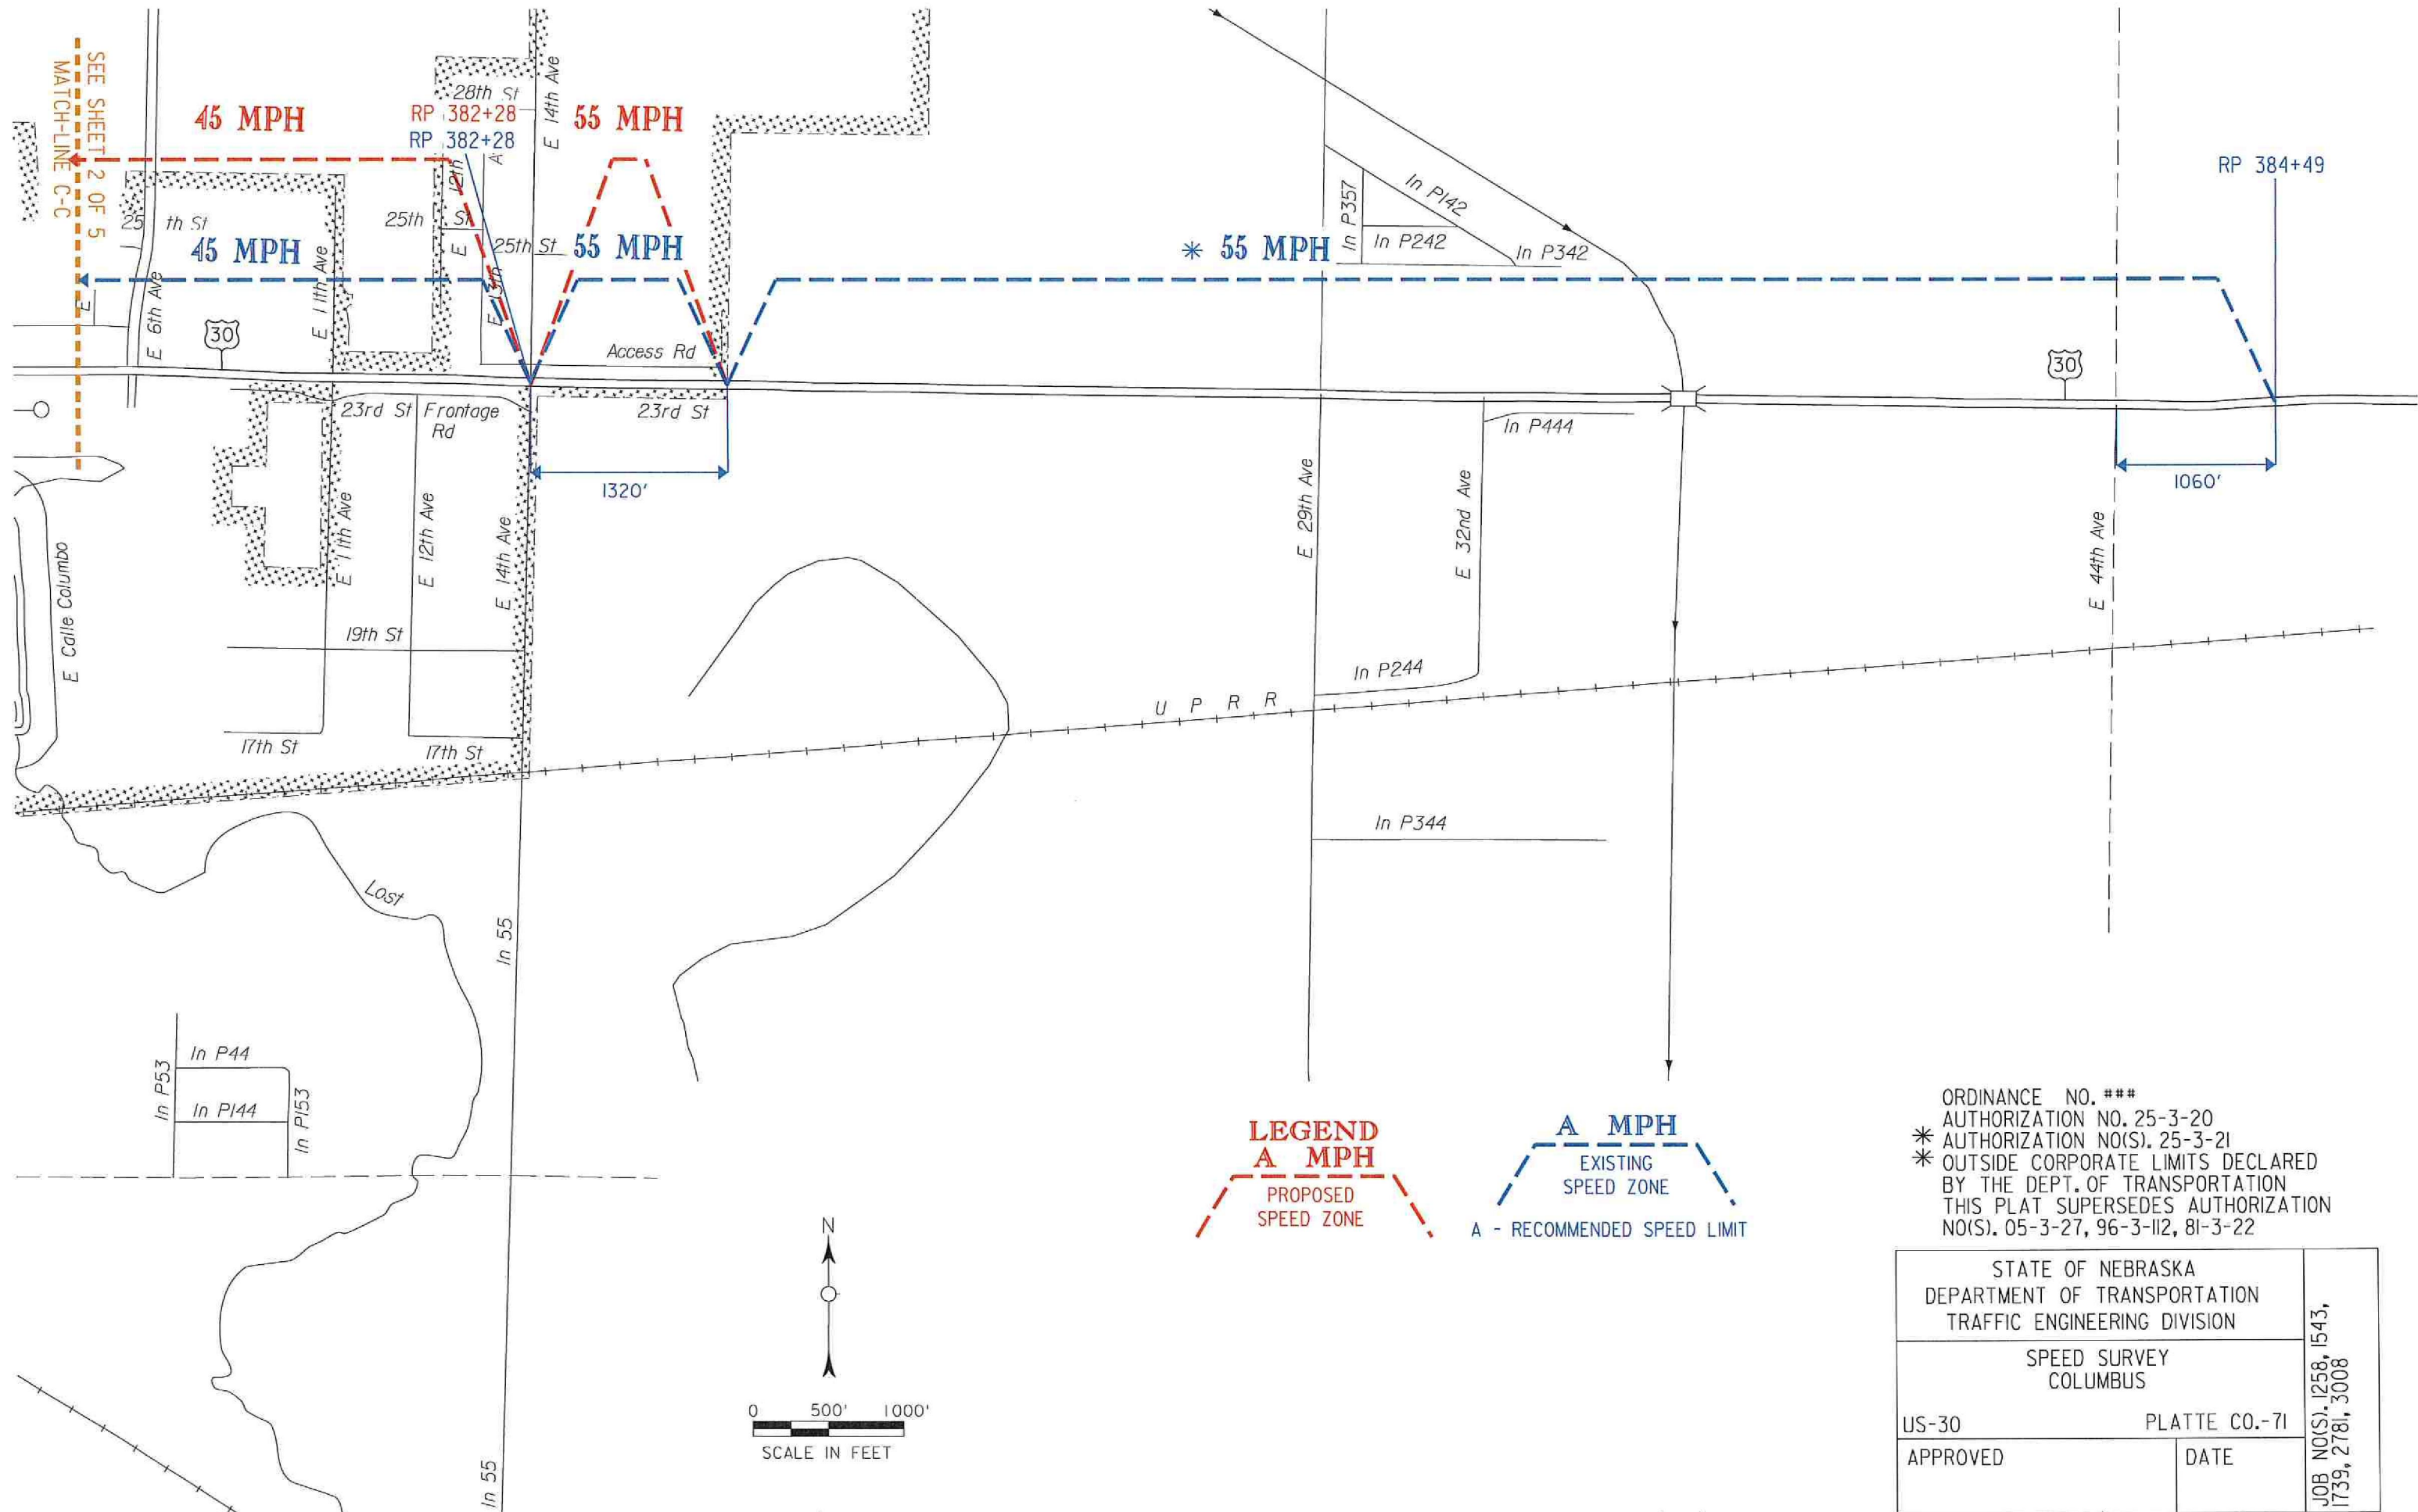 SEE SHEET 2 OF 5
MATCH-LINE C-C
45 MPH
RP 382+28
RP 382+28
28th St
E 14th Ave
55 MPH
12th
A
E
25 th St
45 MPH
E 6th Ave
E
30
E 11th Ave
25th St
25th St
E 13th
55 MPH
Access Rd
* 55 MPH
In P357
In P142
In P242
In P342
RP 384+49
30
23rd St Frontage
Rd
23rd St
1320'
In P444
1060'
E Calle Columbo
E 11th Ave
E 12th Ave
E 14th Ave
E 29th Ave
E 32nd Ave
E 44th Ave
19th St
17th St
17th St
U P R R
In P244
In P344
Lost
In 55
In P53
In P44
In P144
In P153
In 55
N
0 500' 1000'
SCALE IN FEET
LEGEND
A MPH
PROPOSED
SPEED ZONE
A MPH
EXISTING
SPEED ZONE
A - RECOMMENDED SPEED LIMIT
ORDINANCE NO. ###
AUTHORIZATION NO. 25-3-20
* AUTHORIZATION NO(S). 25-3-21
* OUTSIDE CORPORATE LIMITS DECLARED
BY THE DEPT. OF TRANSPORTATION
THIS PLAT SUPERSEDES AUTHORIZATION
NO(S). 05-3-27, 96-3-112, 81-3-22
STATE OF NEBRASKA
DEPARTMENT OF TRANSPORTATION
TRAFFIC ENGINEERING DIVISION
SPEED SURVEY
COLUMBUS
US-30 PLATTE CO.-71
APPROVED DATE
JOB NO(S). 1258, 1543,
1739, 2781, 3008